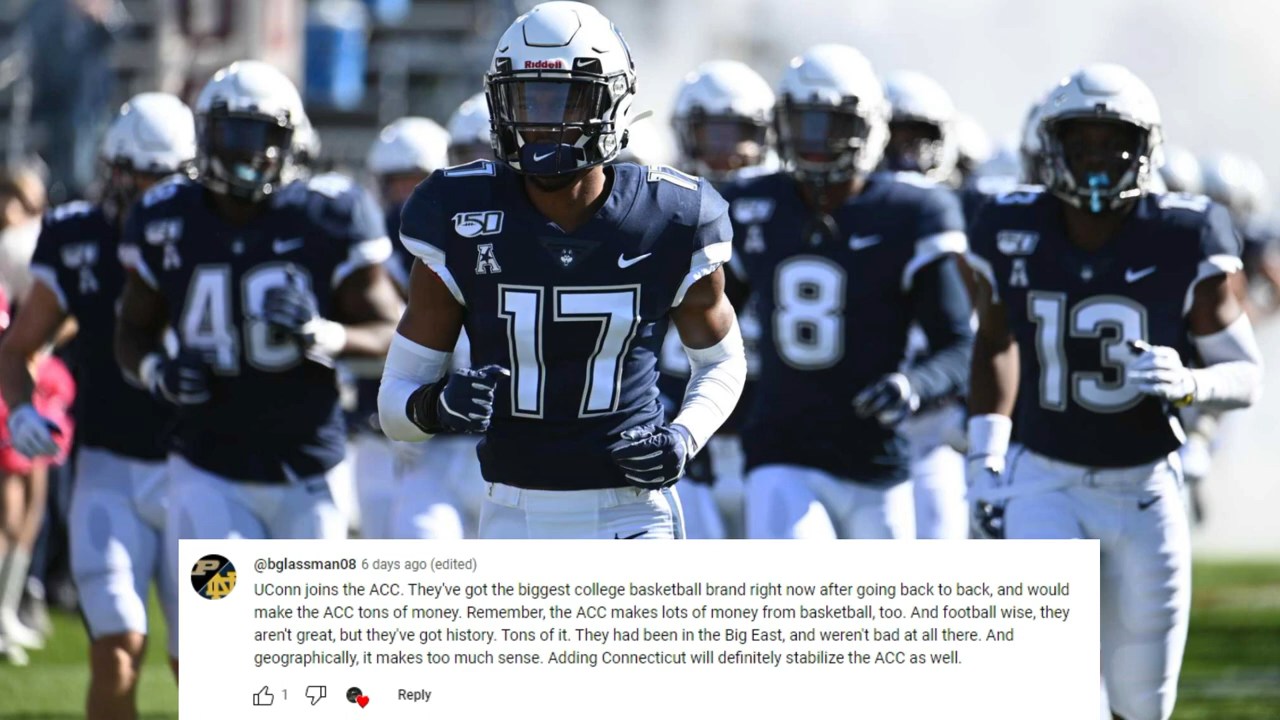 Riddell
17 17
150
A
17
8
13
13
@bglassman08 6 days ago (edited)
UConn joins the ACC. They've got the biggest college basketball brand right now after going back to back, and would
make the ACC tons of money. Remember, the ACC makes lots of money from basketball, too. And football wise, they
aren't great, but they've got history. Tons of it. They had been in the Big East, and weren't bad at all there. And
geographically, it makes too much sense. Adding Connecticut will definitely stabilize the ACC as well.
1 Reply